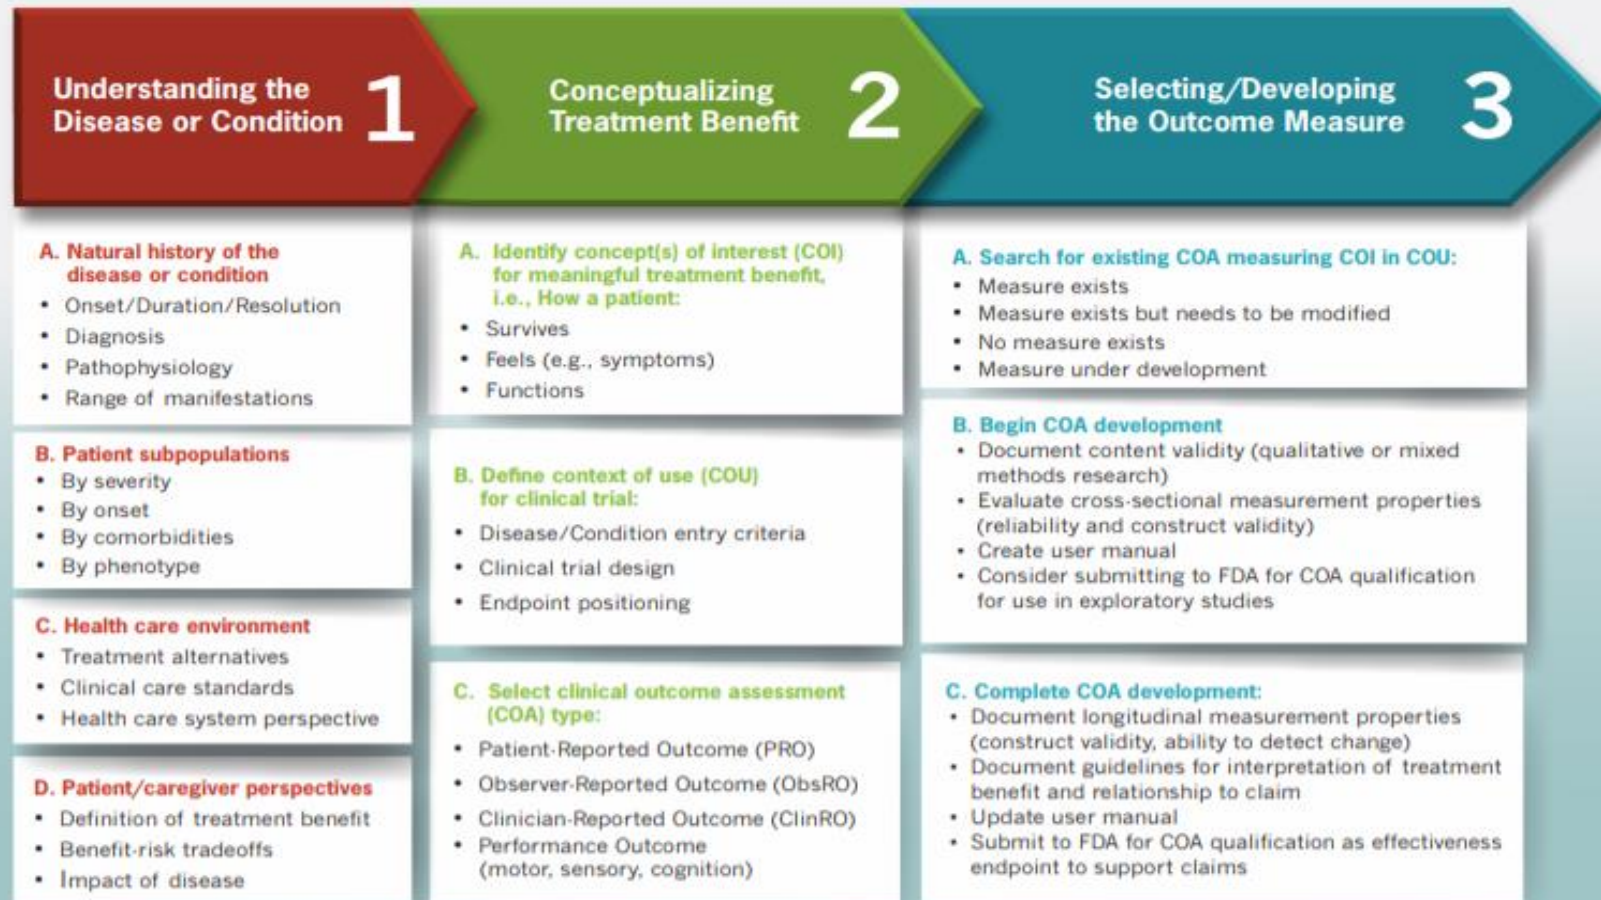 Understanding the
Disease or Condition
1
Conceptualizing
Treatment Benefit
2
Selecting/Developing
the Outcome Measure
3
A. Natural history of the
disease or condition
• Onset/Duration/Resolution
• Diagnosis
• Pathophysiology
• Range of manifestations
B. Patient subpopulations
• By severity
• By onset
• By comorbidities
• By phenotype
C. Health care environment
• Treatment alternatives
• Clinical care standards
• Health care system perspective
D. Patient/caregiver perspectives
• Definition of treatment benefit
• Benefit-risk tradeoffs
• Impact of disease
A. Identify concept(s) of interest (COI)
for meaningful treatment benefit,
i.e., How a patient:
• Survives
• Feels (e.g., symptoms)
• Functions
B. Define context of use (COU)
for clinical trial:
• Disease/Condition entry criteria
• Clinical trial design
• Endpoint positioning
C. Select clinical outcome assessment
(COA) type:
• Patient-Reported Outcome (PRO)
• Observer-Reported Outcome (ObsRO)
• Clinician-Reported Outcome (ClinRO)
• Performance Outcome
(motor, sensory, cognition)
A. Search for existing COA measuring COI in COU:
• Measure exists
• Measure exists but needs to be modified
• No measure exists
• Measure under development
B. Begin COA development
• Document content validity (qualitative or mixed
methods research)
• Evaluate cross-sectional measurement properties
(reliability and construct validity)
• Create user manual
• Consider submitting to FDA for COA qualification
for use in exploratory studies
C. Complete COA development:
• Document longitudinal measurement properties
(construct validity, ability to detect change)
• Document guidelines for interpretation of treatment
benefit and relationship to claim
• Update user manual
• Submit to FDA for COA qualification as effectiveness
endpoint to support claims